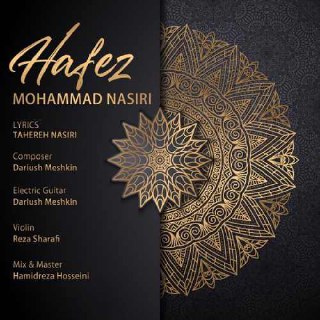 Hafez
MOHAMMAD NASIRI
LYRICS
TAHEREH NASIRI
Composer
Dariush Meshkin
Electric Guitar
Dariush Meshkin
Violin
Reza Sharafi
Mix & Master
Hamidreza Hosseini